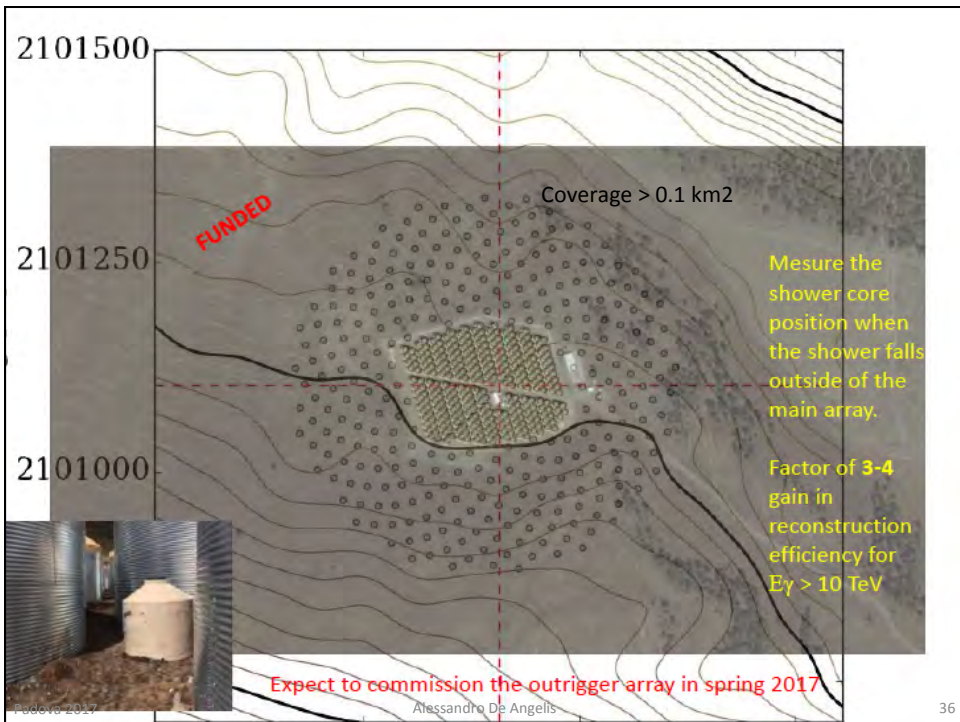 2101500
Coverage > 0.1 km2
FUNDED
2101250
Mesure the
shower core
position when
the shower falls
outside of the
main array.
2101000
Factor of 3-4
gain in
reconstruction
efficiency for
Eγ > 10 TeV
Expect to commission the outrigger array in spring 2017
Padova 2017
Alessandro De Angelis
36